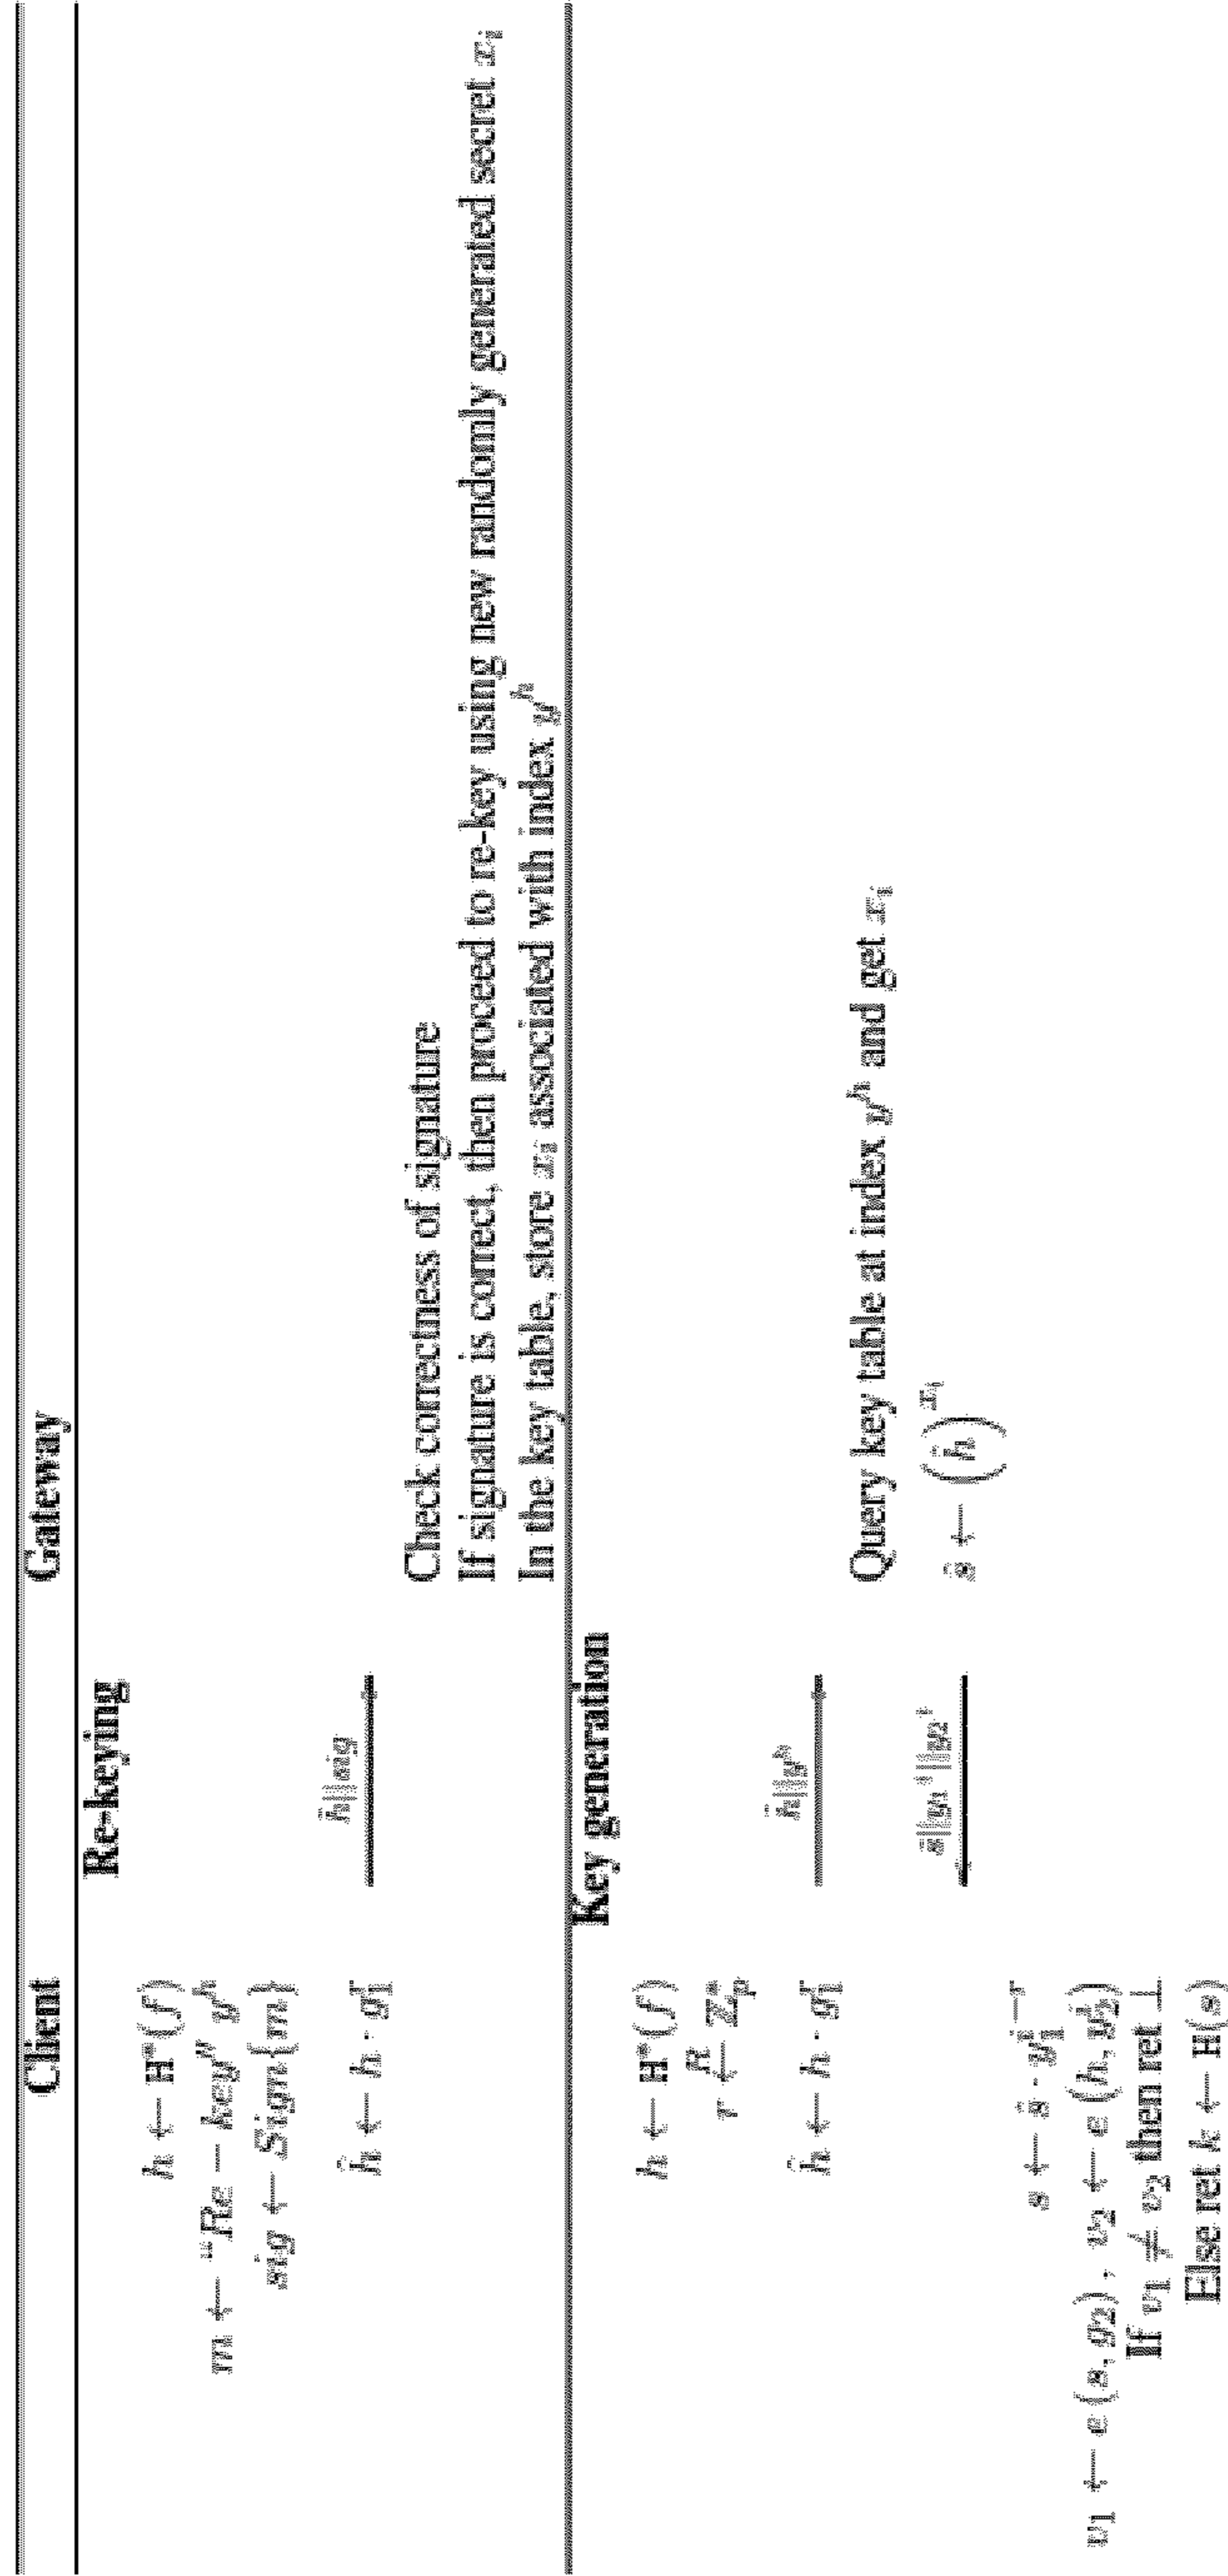 Client Gateway
Re-keying
h ← H*(f)
m ← "Re – key" y^h
sig ← Sign(m)
ĥ||sig
ĥ ← h · g₁^r
Check correctness of signature
If signature is correct, then proceed to re-key using new randomly generated secret x_i
In the key table, store x_i associated with index y^h
Key generation
h ← H*(f)
r ←^R Z_p^*
ĥ||y^h
ĥ ← h · g₁^r
Query key table at index y^h and get x_i
ŝ ← (ĥ)^{x_i}
s ← ŝ · y₁^{-r}
v₁ ← e(s, g₂), v₂ ← e(h, y₂)
If v₁ ≠ v₂ then ret ⊥
Else ret k ← H(s)